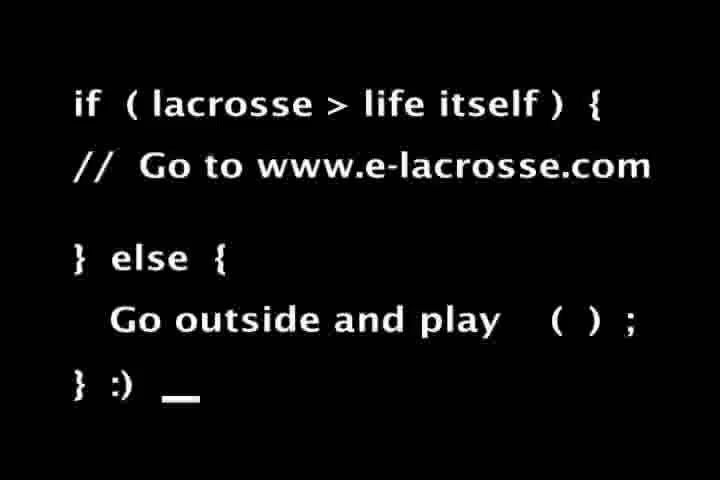 if ( lacrosse > life itself ) {
// Go to www.e-lacrosse.com
} else {
Go outside and play ( ) ;
} :) _